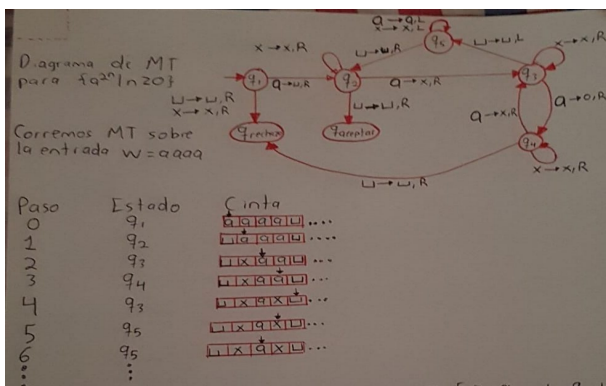 Diagrama de MT
para {a^2^n | n≥0}
Corremos MT sobre
la entrada w = aaaa
a→a,L
x→x,L
q5
x→x,R
⊔→⊔,R
⊔→⊔,L
x→x,R
q1
a→⊔,R
q2
a→x,R
q3
⊔→⊔,R
x→x,R
⊔→⊔,R
a→x,R
a→a,R
qrechazo
qaceptar
q4
x→x,R
⊔→⊔,R
Paso Estado Cinta
0 q1 a a a a ⊔ ....
1 q2 ⊔ a a a ⊔ ....
2 q3 ⊔ x a a ⊔ ...
3 q4 ⊔ x a a ⊔ ...
4 q3 ⊔ x a x ⊔ ...
5 q5 ⊔ x a x ⊔ ...
6 q5 ⊔ x a x ⊔ ...